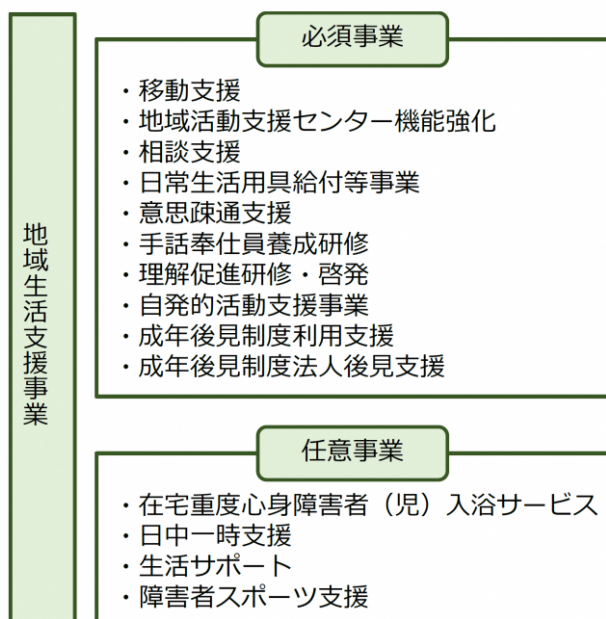 地域生活支援事業
必須事業
・移動支援
・地域活動支援センター機能強化
・相談支援
・日常生活用具給付等事業
・意思疎通支援
・手話奉仕員養成研修
・理解促進研修・啓発
・自発的活動支援事業
・成年後見制度利用支援
・成年後見制度法人後見支援
任意事業
・在宅重度心身障害者（児）入浴サービス
・日中一時支援
・生活サポート
・障害者スポーツ支援